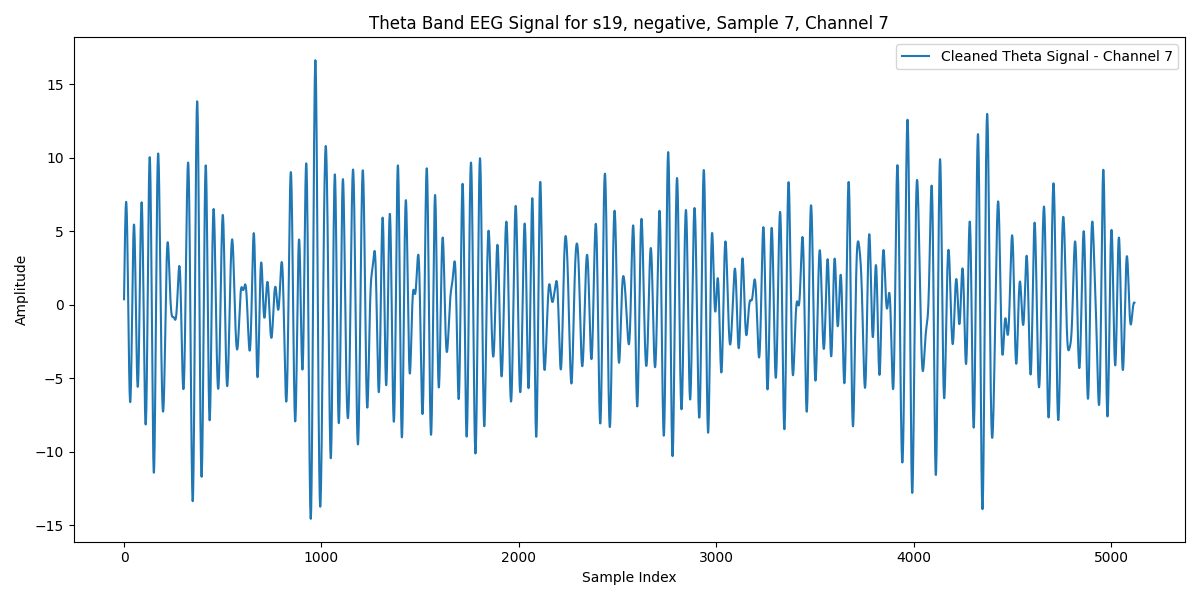 Theta Band EEG Signal for s19, negative, Sample 7, Channel 7
Cleaned Theta Signal - Channel 7
Amplitude
15
10
5
0
−5
−10
−15
0 1000 2000 3000 4000 5000
Sample Index